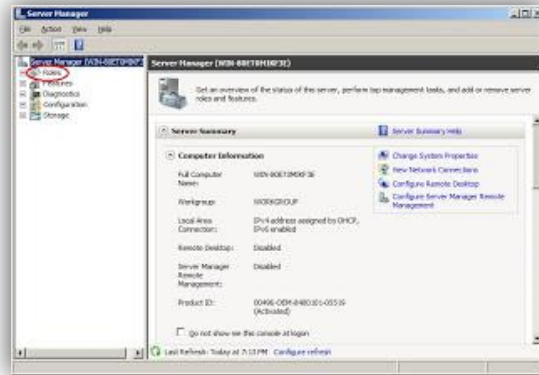 Server Manager
File Action View Help
Server Manager (WIN-80ET0MIKF3E)
Roles
Features
Diagnostics
Configuration
Storage
Server Manager (WIN-80ET0MIKF3E)
Get an overview of the status of this server, perform top management tasks, and add or remove server
roles and features.
Server Summary
Server Summary Help
Computer Information
Full Computer
Name:
Workgroup:
WORKGROUP
Local Area
Connection:
IPv4 address assigned by DHCP,
IPv6 enabled
Remote Desktop:
Disabled
Server Manager
Remote
Management:
Disabled
Product ID:
(Activated)
Change System Properties
View Network Connections
Configure Remote Desktop
Configure Server Manager Remote
Management
Do not show me this console at logon
Last Refresh: Today at 7:13 PM Configure refresh